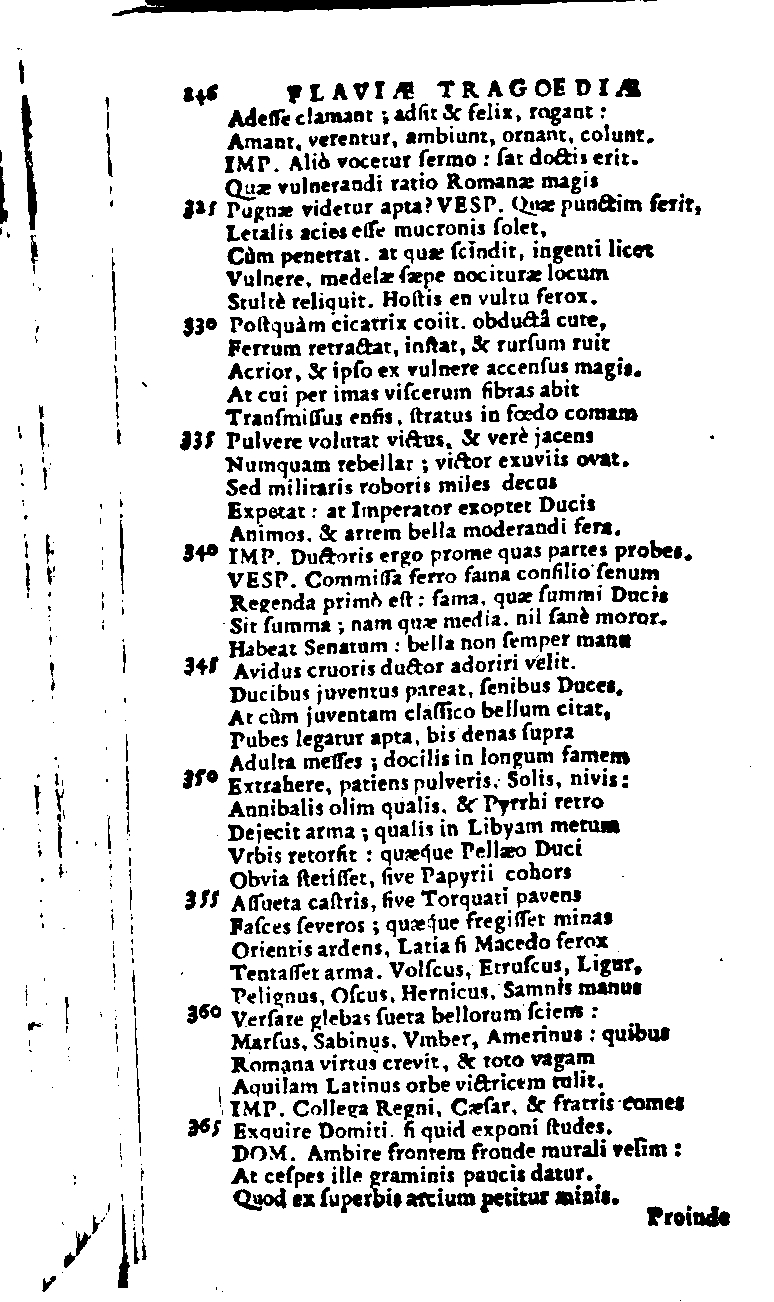 246 FLAVIÆ TRAGOEDIÆ
Adeſſe clamant ; adſit & felix, rogant :
Amant, verentur, ambiunt, ornant, colunt.
IMP. Aliò vocetur ſermo : ſat doctis erit.
Quæ vulnerandi ratio Romanæ magis
325 Pugnæ videtur apta? VESP. Quæ punctim ferit,
Letalis acies eſſe mucronis ſolet,
Cùm penetrat. at quæ ſcindit, ingenti licet
Vulnere, medelæ ſæpe nocituræ locum
Stultè reliquit. Hoſtis en vultu ferox.
330 Poſtquàm cicatrix coiit. obductâ cute,
Ferrum retractat, inſtat, & rurſum ruit
Acrior, & ipſo ex vulnere accenſus magis.
At cui per imas viſcerum fibras abit
Tranſmiſſus enſis, ſtratus in fœdo comam
335 Pulvere volutat victus, & verè jacens
Numquam rebellat ; victor exuviis ovat.
Sed militaris roboris miles decus
Expetat : at Imperator exoptet Ducis
Animos, & artem bella moderandi fera.
340 IMP. Ductoris ergo prome quas partes probes.
VESP. Commiſſa ferro fama conſilio ſenum
Regenda primò eſt : fama, quæ ſummi Ducis
Sit ſumma ; nam quæ media. nil ſanè moror.
Habeat Senatum : bella non ſemper manu
345 Avidus cruoris ductor adoriri velit.
Ducibus juventus pareat, ſenibus Duces.
At cùm juventam claſſico bellum citat,
Pubes legatur apta, bis denas ſupra
Adulta meſſes ; docilis in longum famem
350 Extrahere, patiens pulveris. Solis, nivis :
Annibalis olim qualis, & Pyrrhi retro
Dejecit arma ; qualis in Libyam metum
Vrbis retorſit : quæque Pellæo Duci
Obvia ſtetiſſet, ſive Papyrii cohors
355 Aſſueta caſtris, ſive Torquati pavens
Faſces ſeveros ; quæque fregiſſet minas
Orientis ardens, Latia ſi Macedo ferox
Tentaſſet arma. Volſcus, Etruſcus, Ligur,
Pelignus, Oſcus, Hernicus, Samnis manus
360 Verſare glebas ſueta bellorum ſciens :
Marſus, Sabinus, Vmber, Amerinus : quibus
Romana virtus crevit, & toto vagam
Aquilam Latinus orbe victricem tulit.
IMP. Collega Regni, Cæſar, & fratris comes
365 Exquire Domiti. ſi quid exponi ſtudes.
DOM. Ambire frontem fronde murali velim :
At ceſpes ille graminis paucis datur.
Quod ex ſuperbis arcium petitur minis.
Proinde